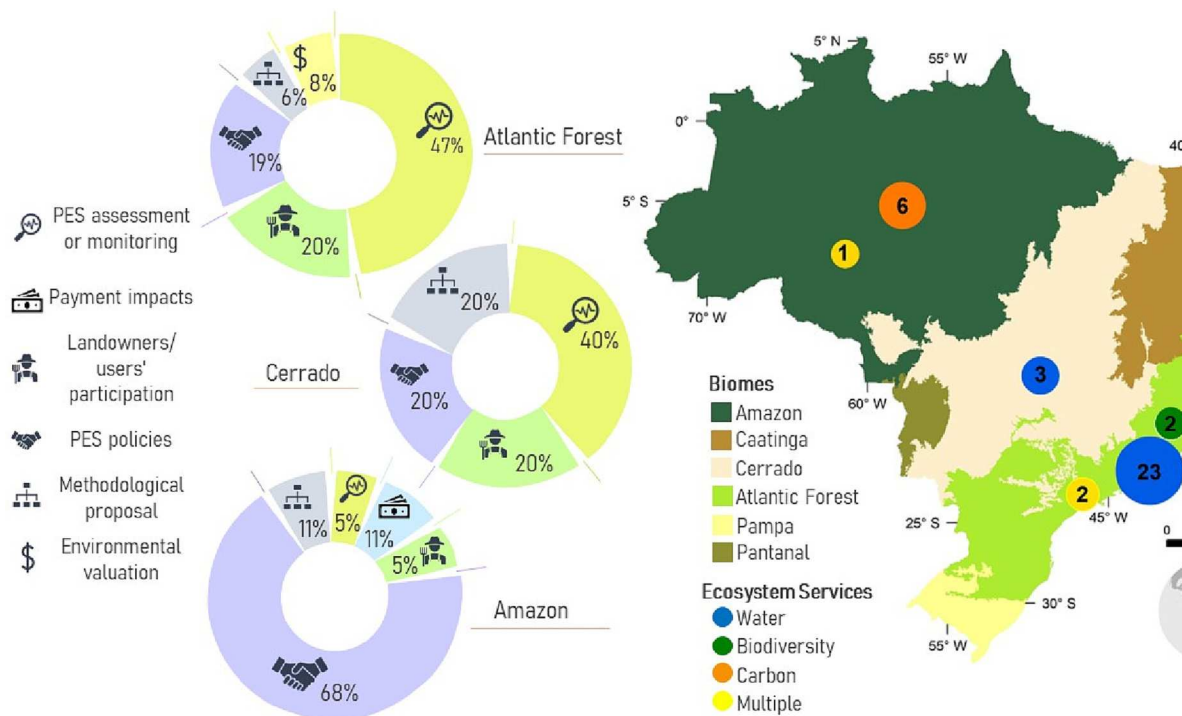 $
8%
6%
47%
19%
20%
Atlantic Forest
PES assessment
or monitoring
Payment impacts
Landowners/
users'
participation
PES policies
Methodological
proposal
$ Environmental
valuation
20%
40%
20%
20%
Cerrado
11%
5%
11%
5%
68%
Amazon
5° N
55° W
0°
40
5° S
6
1
70° W
3
60° W
2
23
2
45° W
25° S
0
30° S
55° W
Biomes
Amazon
Caatinga
Cerrado
Atlantic Forest
Pampa
Pantanal
Ecosystem Services
Water
Biodiversity
Carbon
Multiple